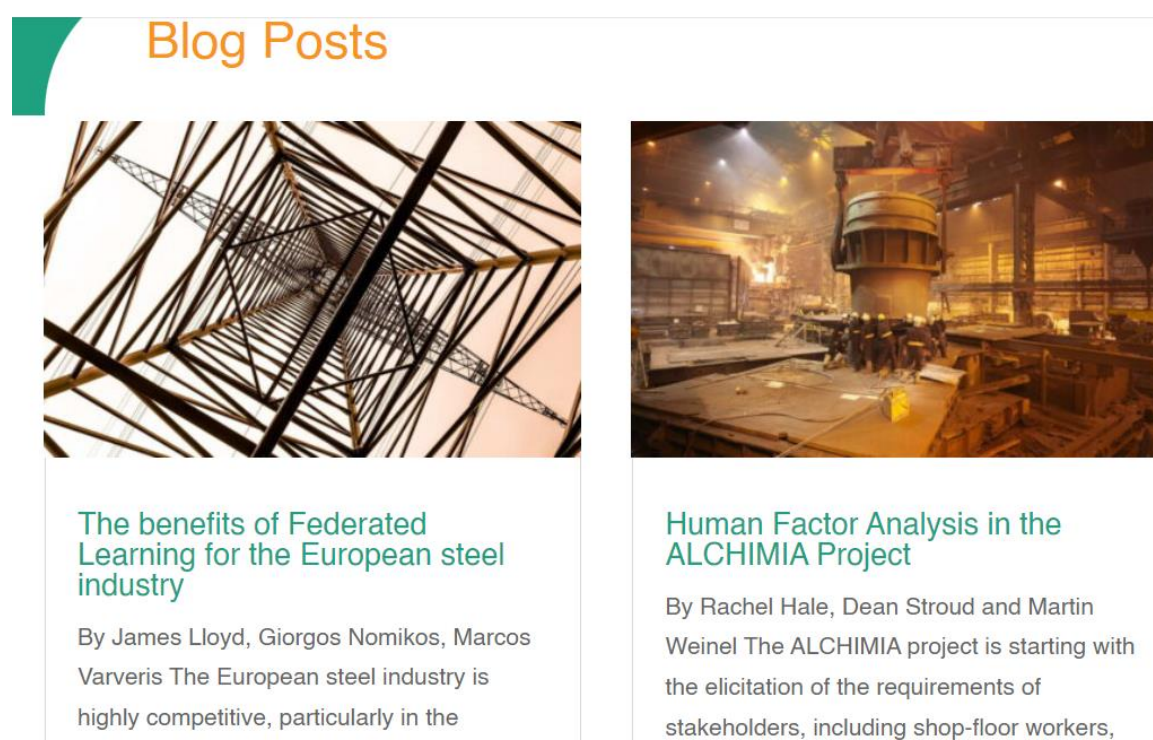 Blog Posts
The benefits of Federated
Learning for the European steel
industry
By James Lloyd, Giorgos Nomikos, Marcos
Varveris The European steel industry is
highly competitive, particularly in the
Human Factor Analysis in the
ALCHIMIA Project
By Rachel Hale, Dean Stroud and Martin
Weinel The ALCHIMIA project is starting with
the elicitation of the requirements of
stakeholders, including shop-floor workers,